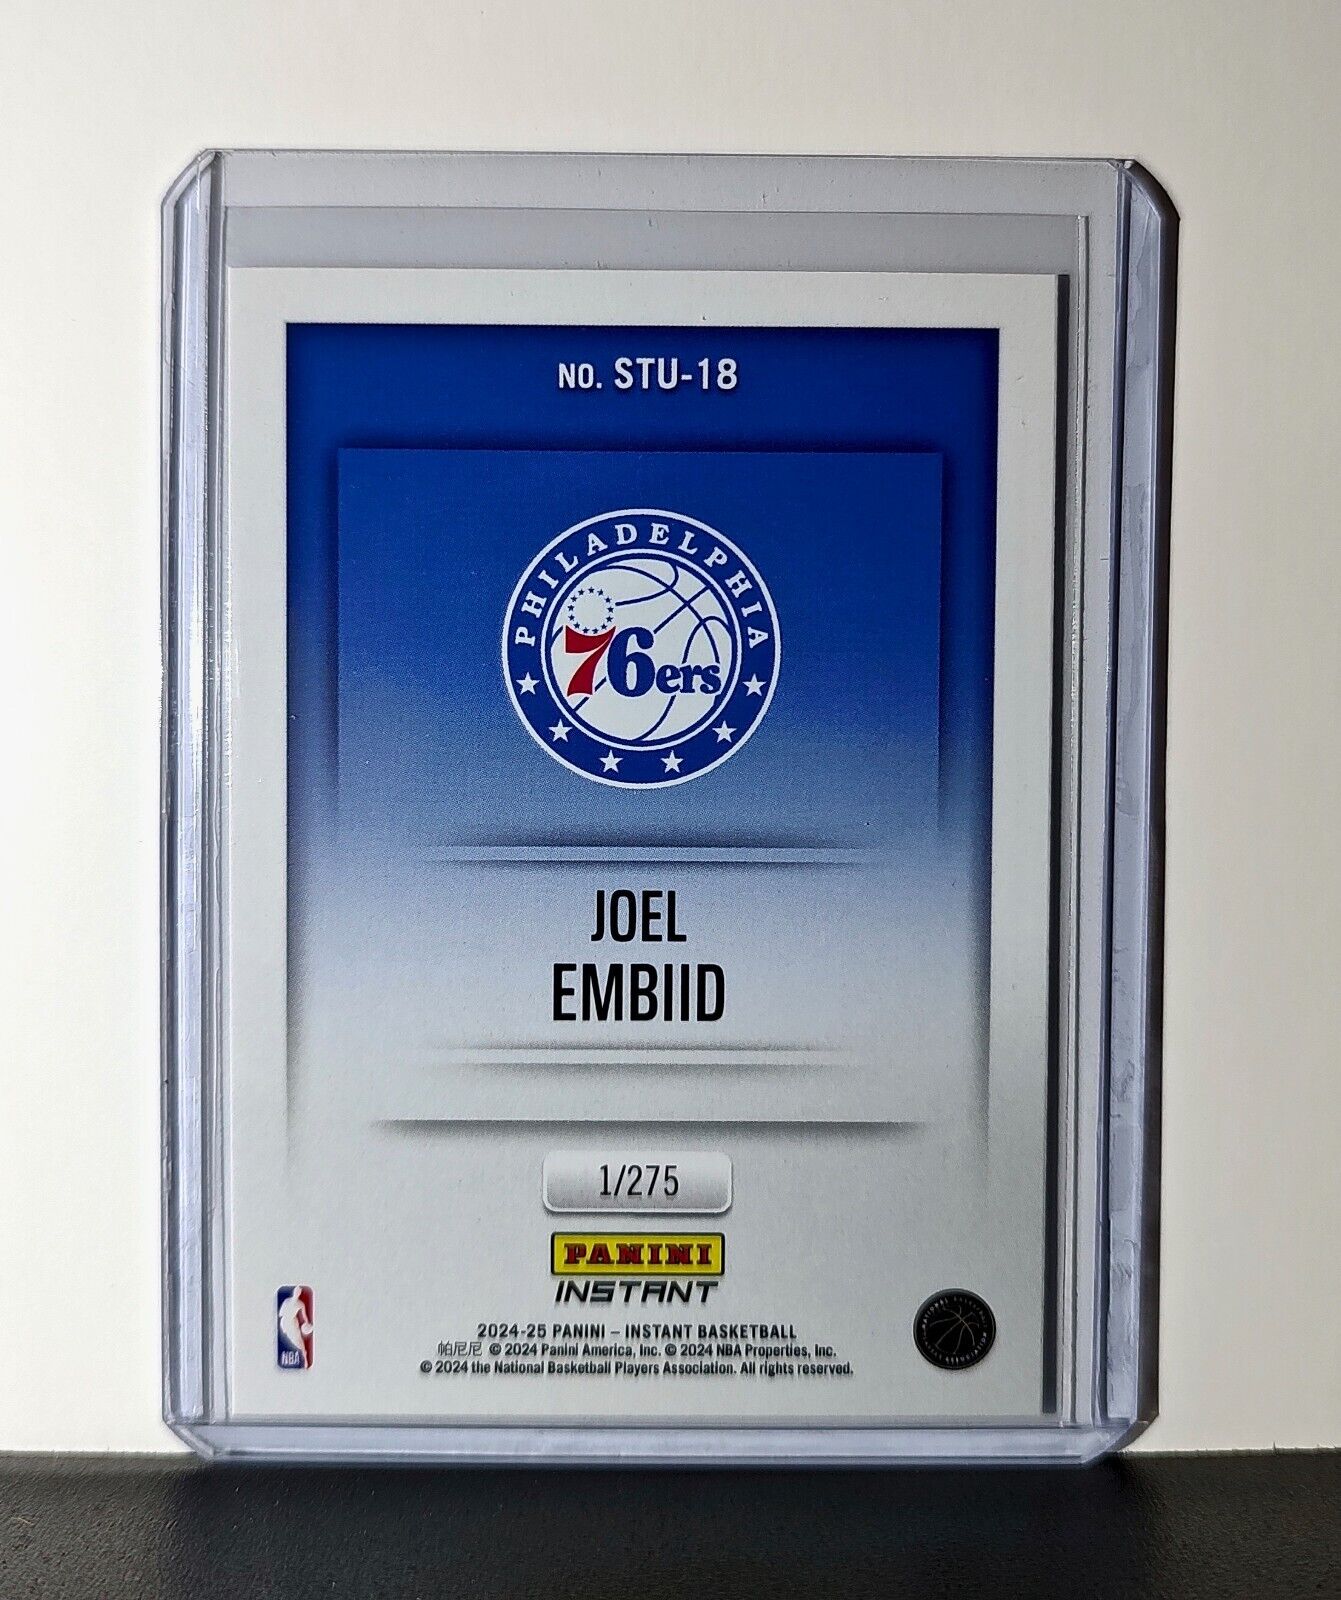 NO. STU-18
PHILADELPHIA
76ers
JOEL
EMBIID
1/275
PANINI
INSTANT
2024-25 PANINI – INSTANT BASKETBALL
帕尼尼 © 2024 Panini America, Inc. © 2024 NBA Properties, Inc.
© 2024 the National Basketball Players Association. All rights reserved.
NBA